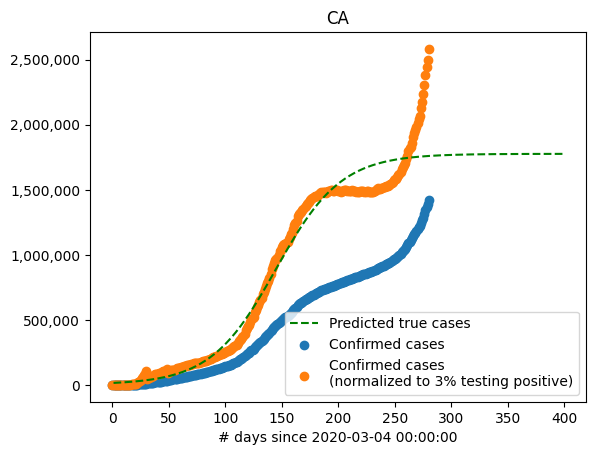 CA
2,500,000
2,000,000
1,500,000
1,000,000
500,000
0
Predicted true cases
Confirmed cases
Confirmed cases
(normalized to 3% testing positive)
0 50 100 150 200 250 300 350 400
# days since 2020-03-04 00:00:00